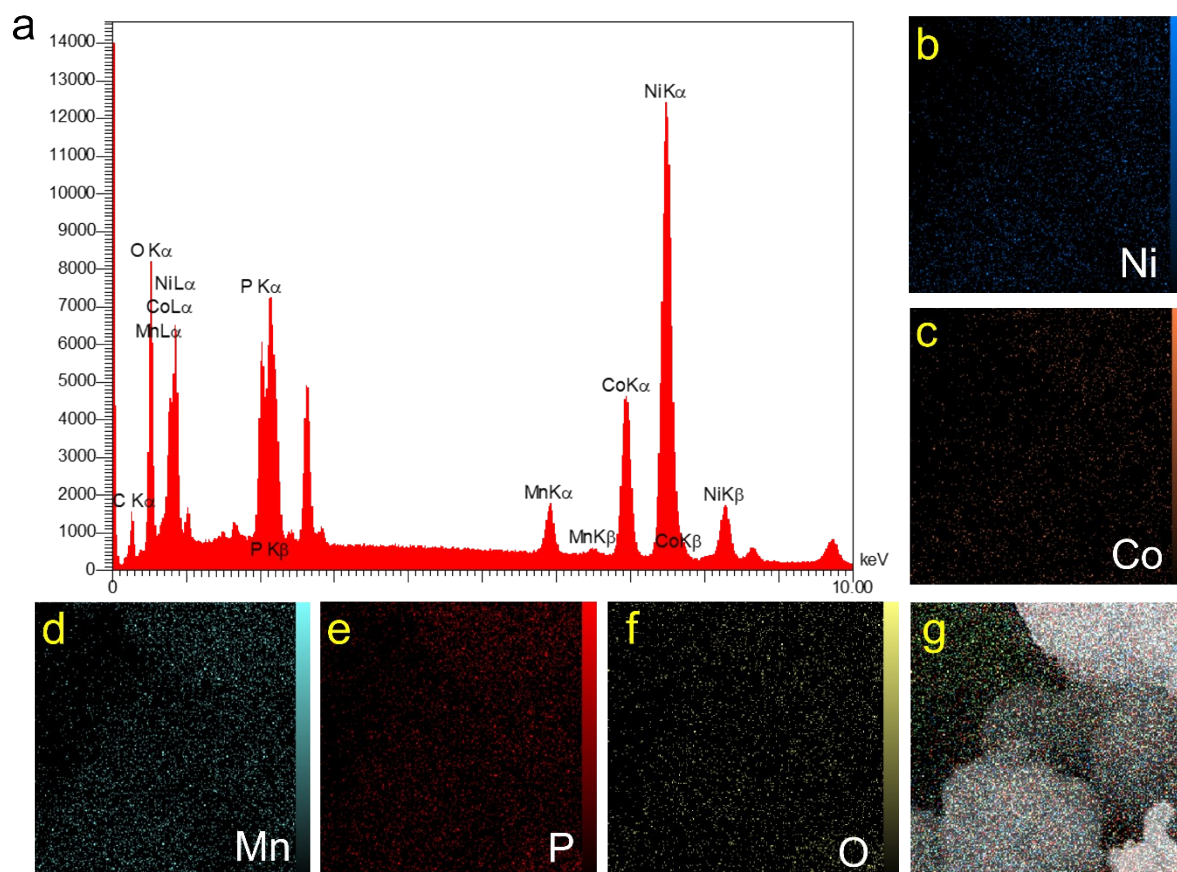 a
14000
13000
12000
11000
10000
9000
8000
7000
6000
5000
4000
3000
2000
1000
0
O Kα
NiLα
CoLα
MnLα
C Kα
P Kα
P Kβ
MnKα
MnKβ
CoKα
NiKα
CoKβ
NiKβ
0
10.00
keV
b
Ni
c
Co
d
Mn
e
P
f
O
g